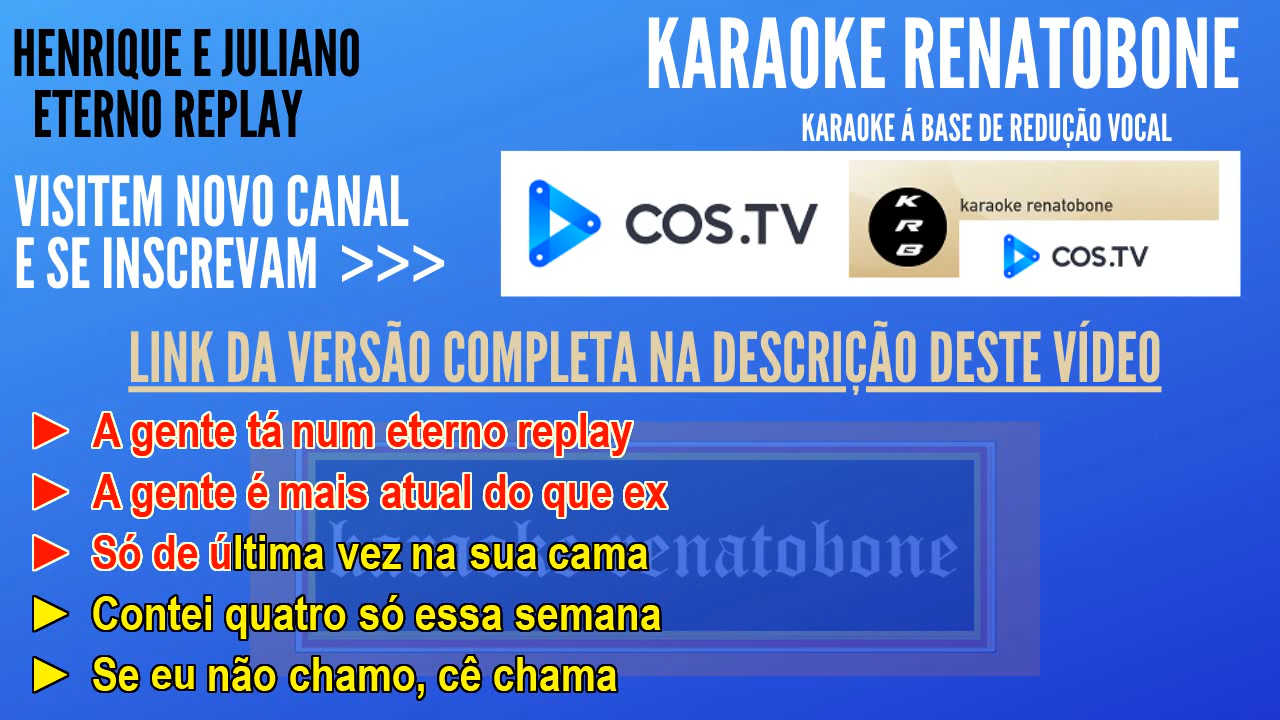 HENRIQUE E JULIANO
ETERNO REPLAY
KARAOKE RENATOBONE
KARAOKE Á BASE DE REDUÇÃO VOCAL
VISITEM NOVO CANAL
E SE INSCREVAM >>>
COS.TV
KRB
karaoke renatobone
COS.TV
LINK DA VERSÃO COMPLETA NA DESCRIÇÃO DESTE VÍDEO
A gente tá num eterno replay
A gente é mais atual do que ex
Só de última vez na sua cama
karaoke renatobone
Contei quatro só essa semana
Se eu não chamo, cê chama